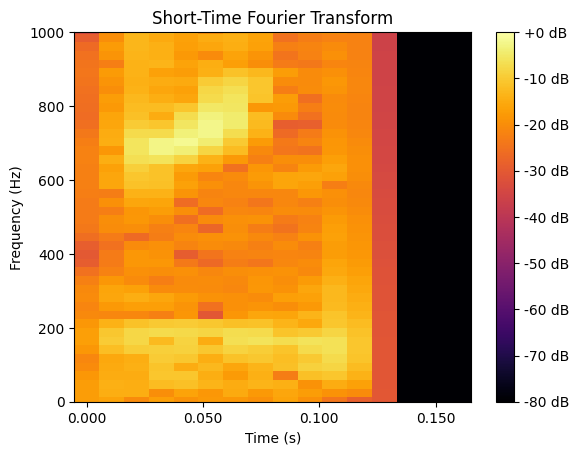 Short-Time Fourier Transform
1000
800
600
400
200
0
Frequency (Hz)
0.000
0.050
0.100
0.150
Time (s)
+0 dB
-10 dB
-20 dB
-30 dB
-40 dB
-50 dB
-60 dB
-70 dB
-80 dB